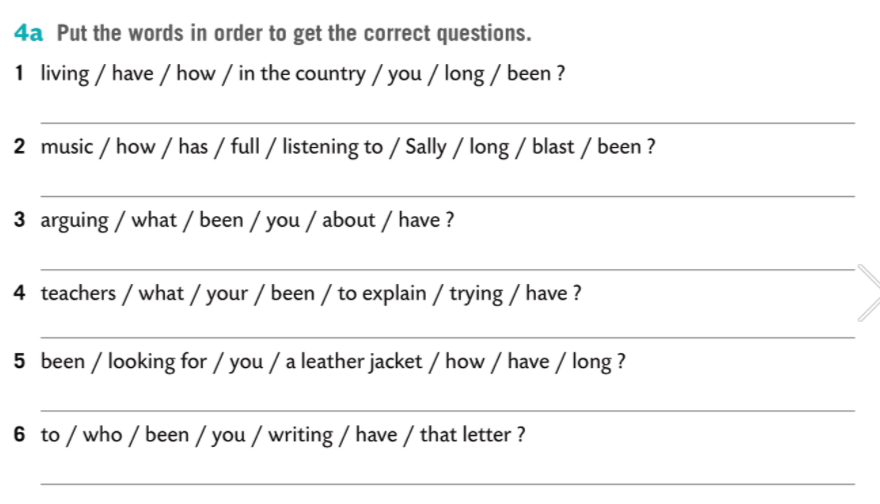 4a Put the words in order to get the correct questions.
1 living / have / how / in the country / you / long / been ?
2 music / how / has / full / listening to / Sally / long / blast / been ?
3 arguing / what / been / you / about / have ?
4 teachers / what / your / been / to explain / trying / have ?
5 been / looking for / you / a leather jacket / how / have / long ?
6 to / who / been / you / writing / have / that letter ?